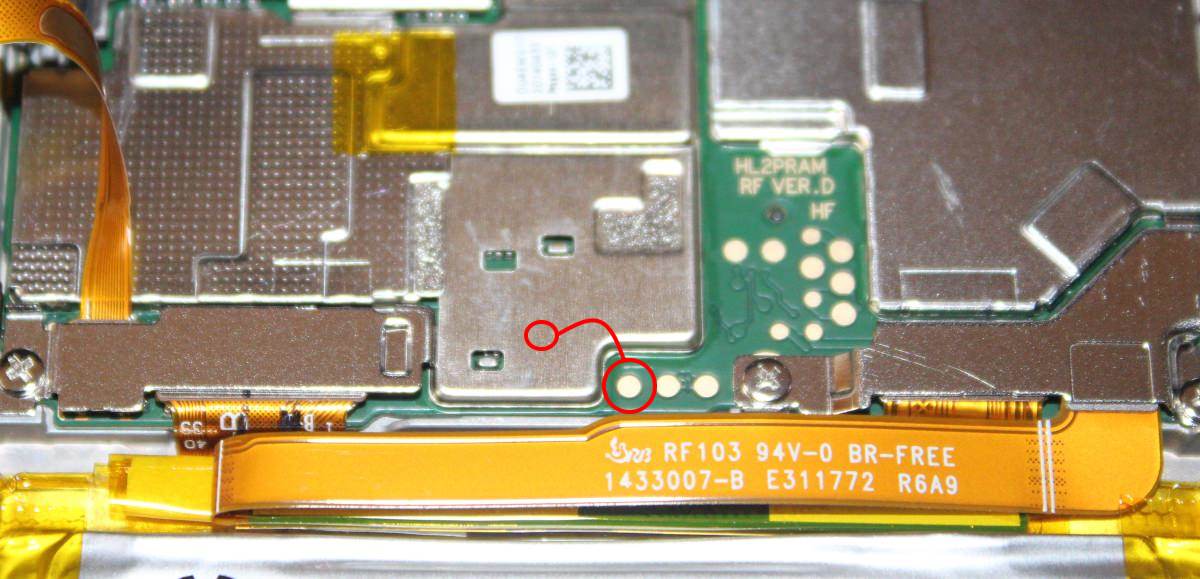 HL2PRAM
RF VER.D
HF
RF103 94V-0 BR-FREE
1433007-B E311772 R6A9